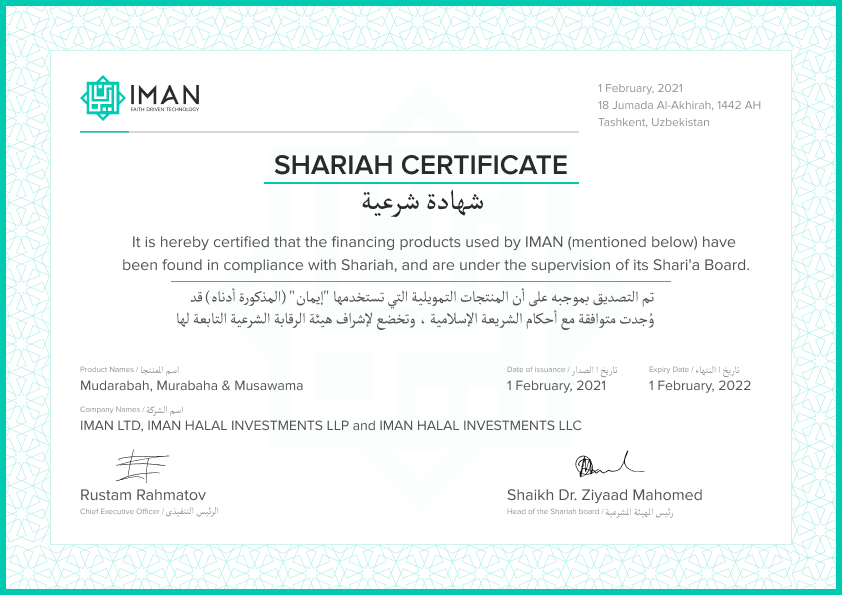 IMAN
FAITH DRIVEN TECHNOLOGY
1 February, 2021
18 Jumada Al-Akhirah, 1442 AH
Tashkent, Uzbekistan
SHARIAH CERTIFICATE
شهادة شرعية
It is hereby certified that the financing products used by IMAN (mentioned below) have
been found in compliance with Shariah, and are under the supervision of its Shari'a Board.
تم التصديق بموجبه على أن المنتجات التمويلية التي تستخدمها "إيمان" (المذكورة أدناه) قد
وُجدت متوافقة مع أحكام الشريعة الإسلامية ، وتخضع لإشراف هيئة الرقابة الشرعية التابعة لها
Product Names / اسم المنتجا
Mudarabah, Murabaha & Musawama
Date of issuance / تاريخ ا الصدار
1 February, 2021
Expiry Date / تاريخ ا النتهاء
1 February, 2022
Company Names / اسم الشركة
IMAN LTD, IMAN HALAL INVESTMENTS LLP and IMAN HALAL INVESTMENTS LLC
Rustam Rahmatov
Chief Executive Officer / الرئيس التنفيذي
Shaikh Dr. Ziyaad Mahomed
Head of the Shariah board / رئيس الهيئة الشرعية